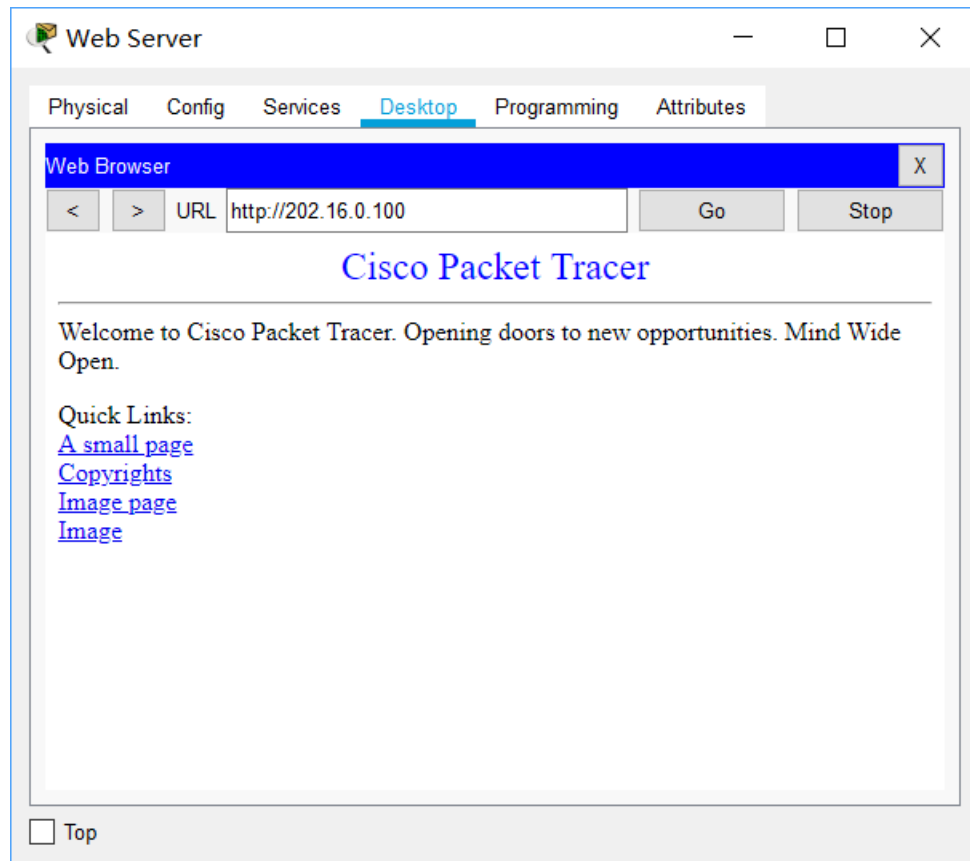 Web Server
Physical Config Services Desktop Programming Attributes
Web Browser X
< > URL http://202.16.0.100 Go Stop
Cisco Packet Tracer
Welcome to Cisco Packet Tracer. Opening doors to new opportunities. Mind Wide
Open.
Quick Links:
A small page
Copyrights
Image page
Image
Top